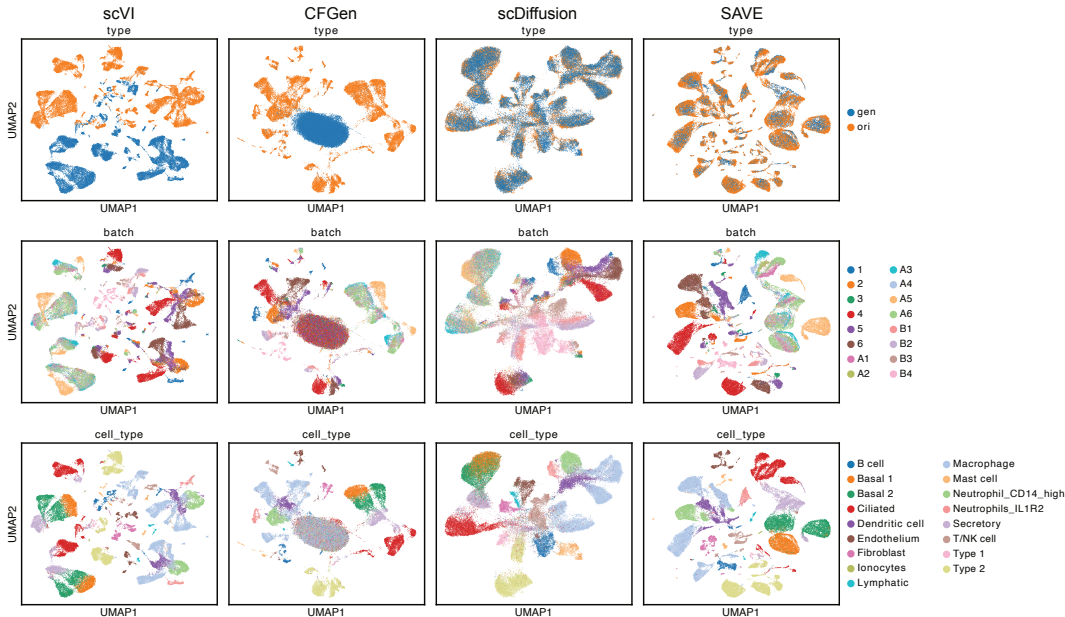 scVI CFGen scDiffusion SAVE
type type type type
UMAP2
gen
ori
UMAP1 UMAP1 UMAP1 UMAP1
batch batch batch batch
UMAP2
1 A3
2 A4
3 A5
4 A6
5 B1
6 B2
A1 B3
A2 B4
UMAP1 UMAP1 UMAP1 UMAP1
cell_type cell_type cell_type cell_type
UMAP2
B cell Macrophage
Basal 1 Mast cell
Basal 2 Neutrophil_CD14_high
Ciliated Neutrophils_IL1R2
Dendritic cell Secretory
Endothelium T/NK cell
Fibroblast Type 1
Ionocytes Type 2
Lymphatic
UMAP1 UMAP1 UMAP1 UMAP1